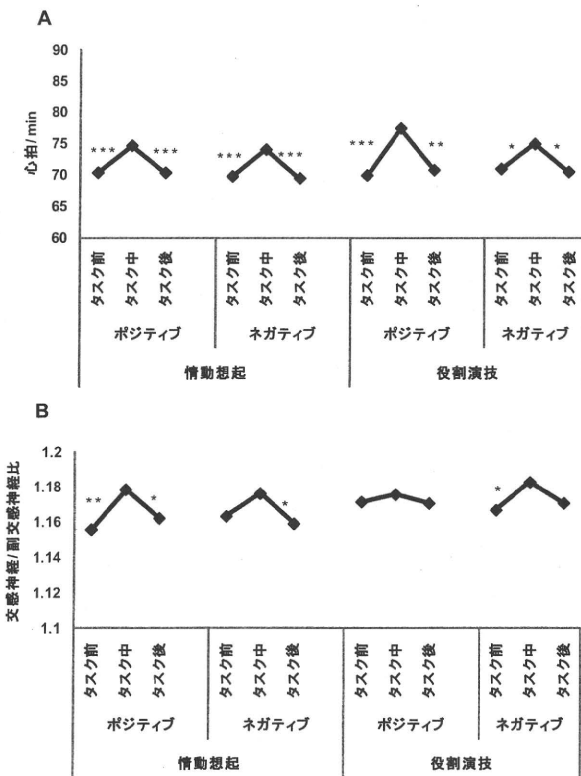 A
心拍/min
90
85
80
75
70
65
60
*** ***
*** ***
*** **
* *
タスク前 タスク中 タスク後 タスク前 タスク中 タスク後 タスク前 タスク中 タスク後 タスク前 タスク中 タスク後
ポジティブ ネガティブ ポジティブ ネガティブ
情動想起 役割演技
B
交感神経/副交感神経比
1.2
1.18
1.16
1.14
1.12
1.1
** *
*
*
タスク前 タスク中 タスク後 タスク前 タスク中 タスク後 タスク前 タスク中 タスク後 タスク前 タスク中 タスク後
ポジティブ ネガティブ ポジティブ ネガティブ
情動想起 役割演技